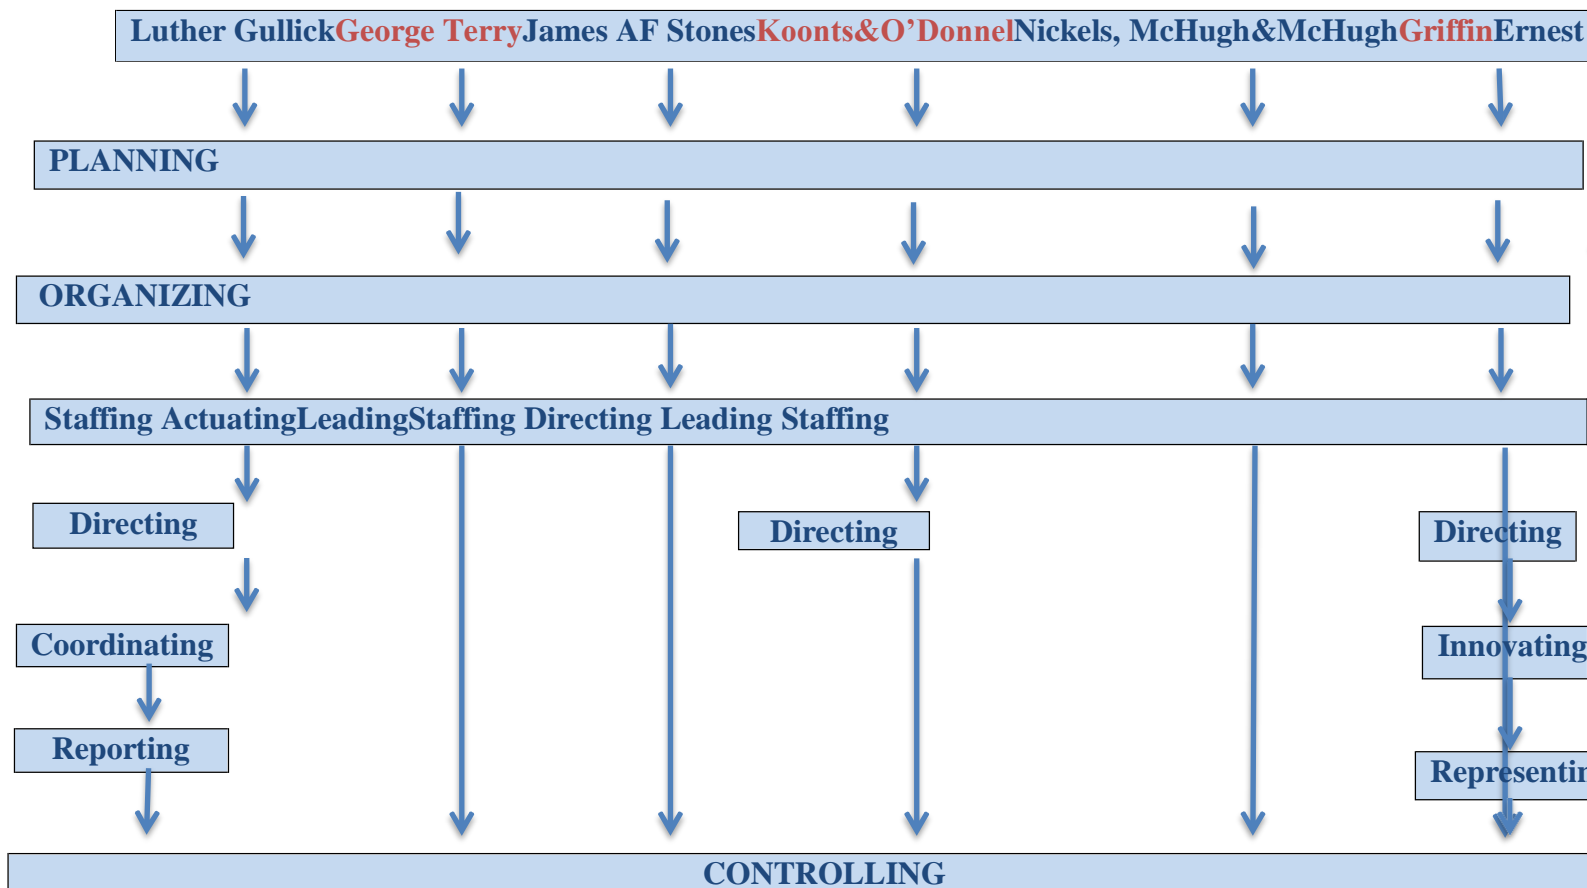 Luther GullickGeorge TerryJames AF StonesKoonts&O’DonnelNickels, McHugh&McHughGriffinErnest
PLANNING
ORGANIZING
Staffing ActuatingLeadingStaffing Directing Leading Staffing
Directing
Directing
Directing
Coordinating
Innovating
Reporting
Representin
CONTROLLING